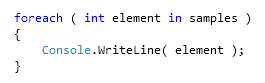 foreach ( int element in samples )
{
    Console.WriteLine( element );
}